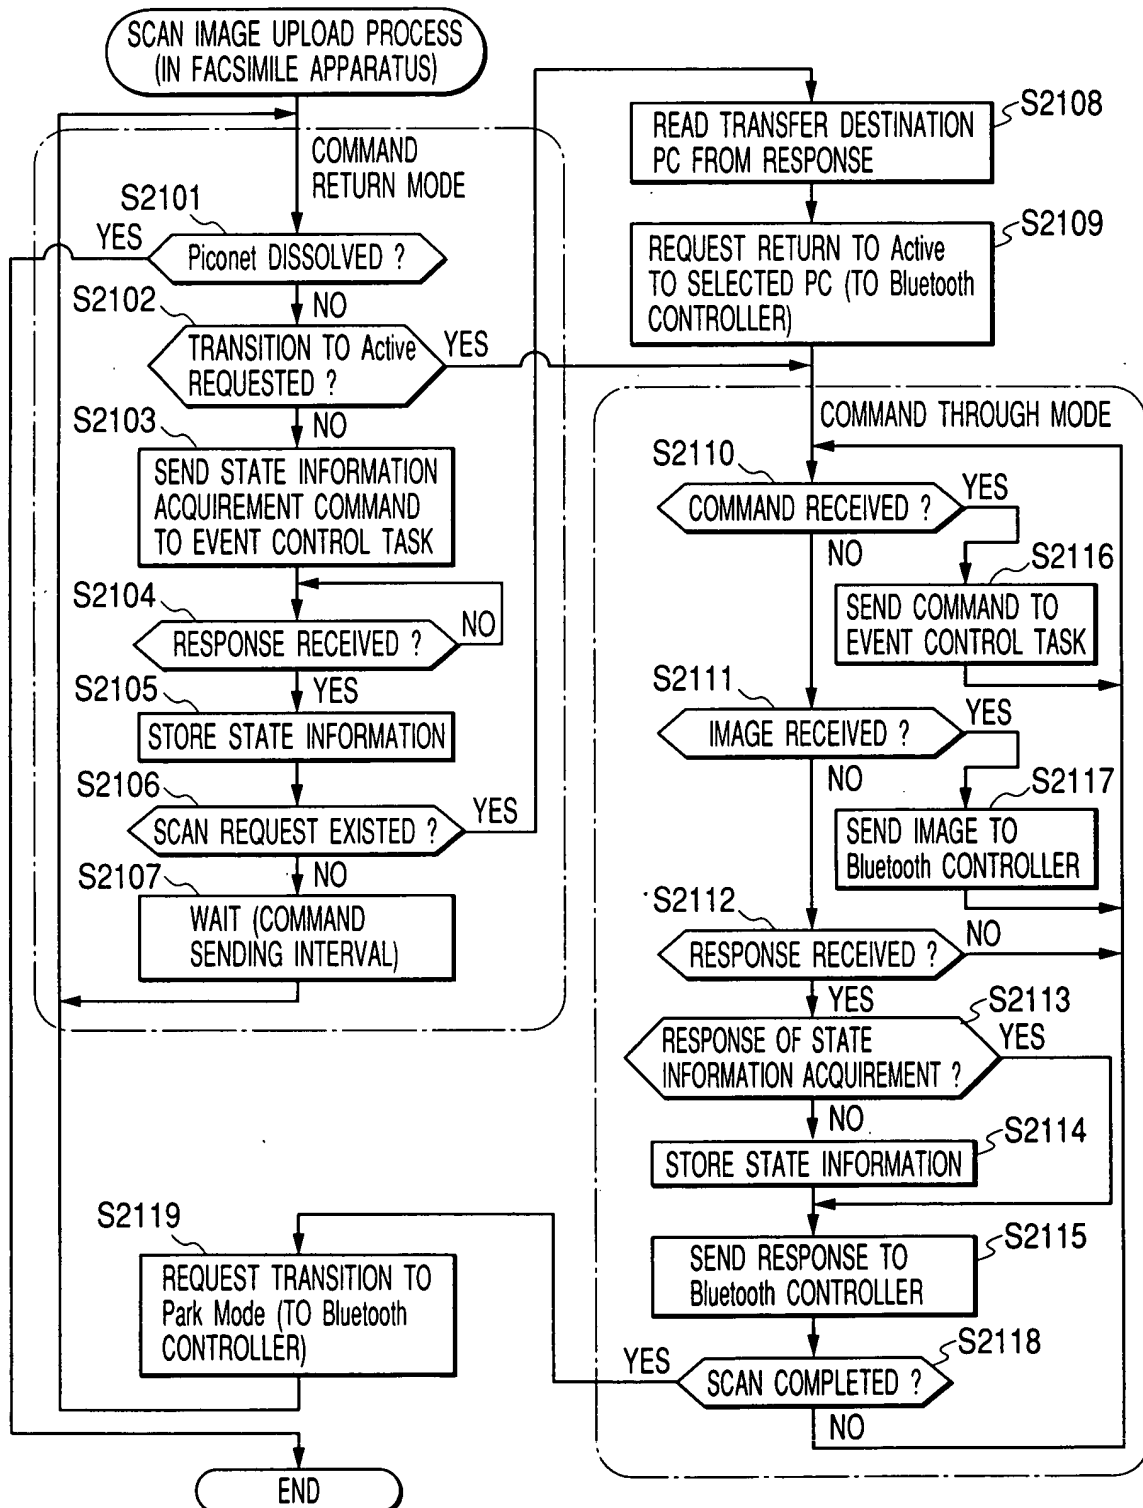 SCAN IMAGE UPLOAD PROCESS
(IN FACSIMILE APPARATUS)
COMMAND
RETURN MODE
S2101
YES
Piconet DISSOLVED ?
NO
S2102
TRANSITION TO Active
REQUESTED ?
YES
NO
S2103
SEND STATE INFORMATION
ACQUIREMENT COMMAND
TO EVENT CONTROL TASK
S2104
RESPONSE RECEIVED ?
NO
YES
S2105
STORE STATE INFORMATION
S2106
SCAN REQUEST EXISTED ?
YES
NO
S2107
WAIT (COMMAND
SENDING INTERVAL)
S2108
READ TRANSFER DESTINATION
PC FROM RESPONSE
S2109
REQUEST RETURN TO Active
TO SELECTED PC (TO Bluetooth
CONTROLLER)
COMMAND THROUGH MODE
S2110
COMMAND RECEIVED ?
YES
NO
S2116
SEND COMMAND TO
EVENT CONTROL TASK
S2111
IMAGE RECEIVED ?
YES
NO
S2117
SEND IMAGE TO
Bluetooth CONTROLLER
S2112
RESPONSE RECEIVED ?
NO
YES
S2113
RESPONSE OF STATE
INFORMATION ACQUIREMENT ?
YES
NO
S2114
STORE STATE INFORMATION
S2115
SEND RESPONSE TO
Bluetooth CONTROLLER
S2118
SCAN COMPLETED ?
YES
NO
S2119
REQUEST TRANSITION TO
Park Mode (TO Bluetooth
CONTROLLER)
END